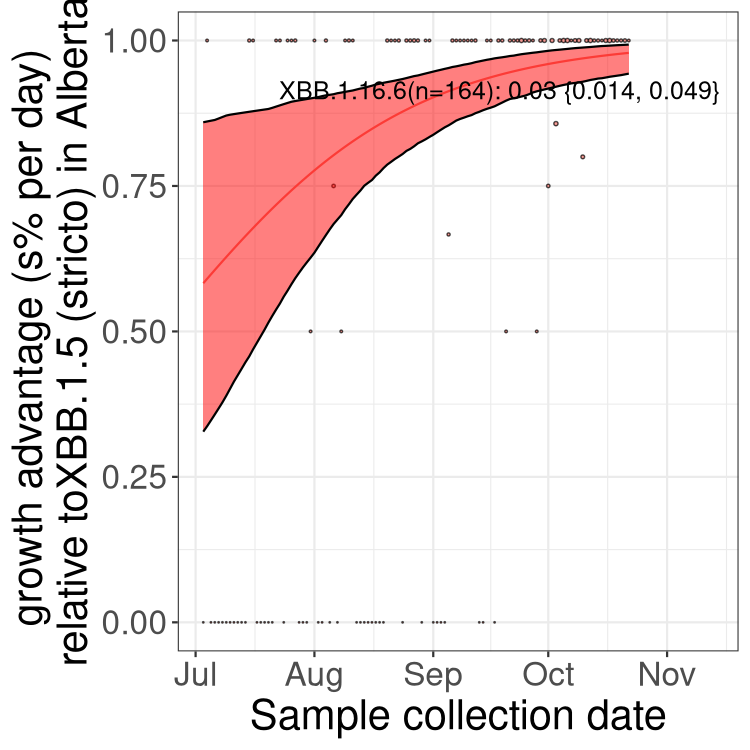 growth advantage (s% per day)
relative toXBB.1.5 (stricto) in Alberta
1.00
0.75
0.50
0.25
0.00
XBB.1.16.6(n=164): 0.03 {0.014, 0.049}
Jul Aug Sep Oct Nov
Sample collection date